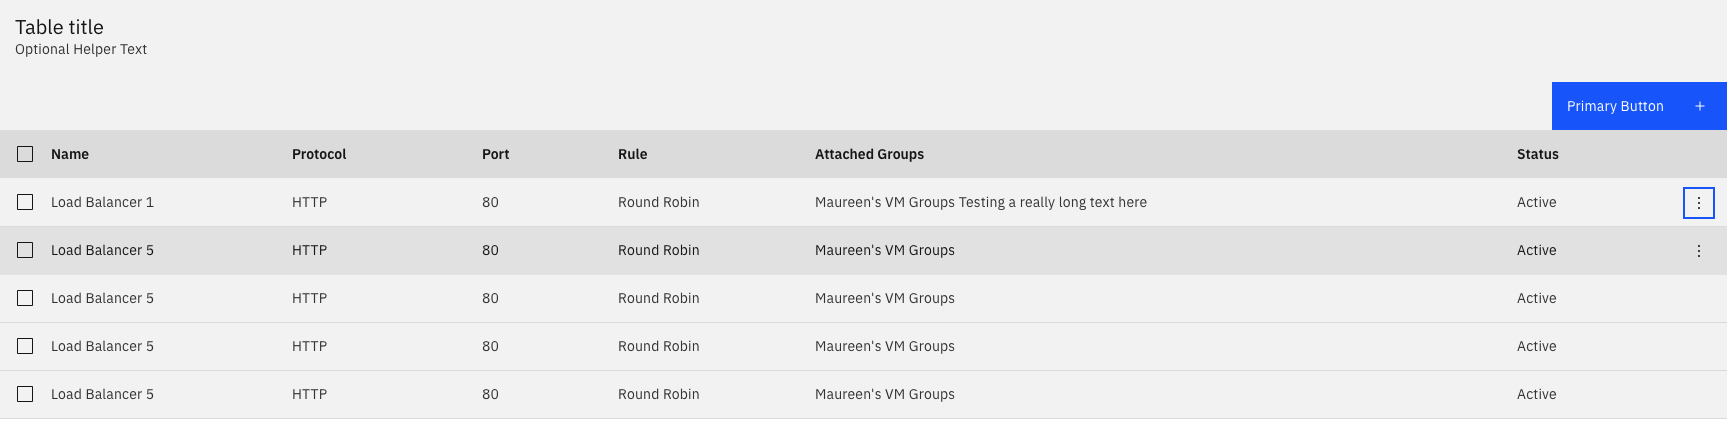 Table title
Optional Helper Text
Primary Button +
Name Protocol Port Rule Attached Groups Status
Load Balancer 1 HTTP 80 Round Robin Maureen's VM Groups Testing a really long text here Active
Load Balancer 5 HTTP 80 Round Robin Maureen's VM Groups Active
Load Balancer 5 HTTP 80 Round Robin Maureen's VM Groups Active
Load Balancer 5 HTTP 80 Round Robin Maureen's VM Groups Active
Load Balancer 5 HTTP 80 Round Robin Maureen's VM Groups Active